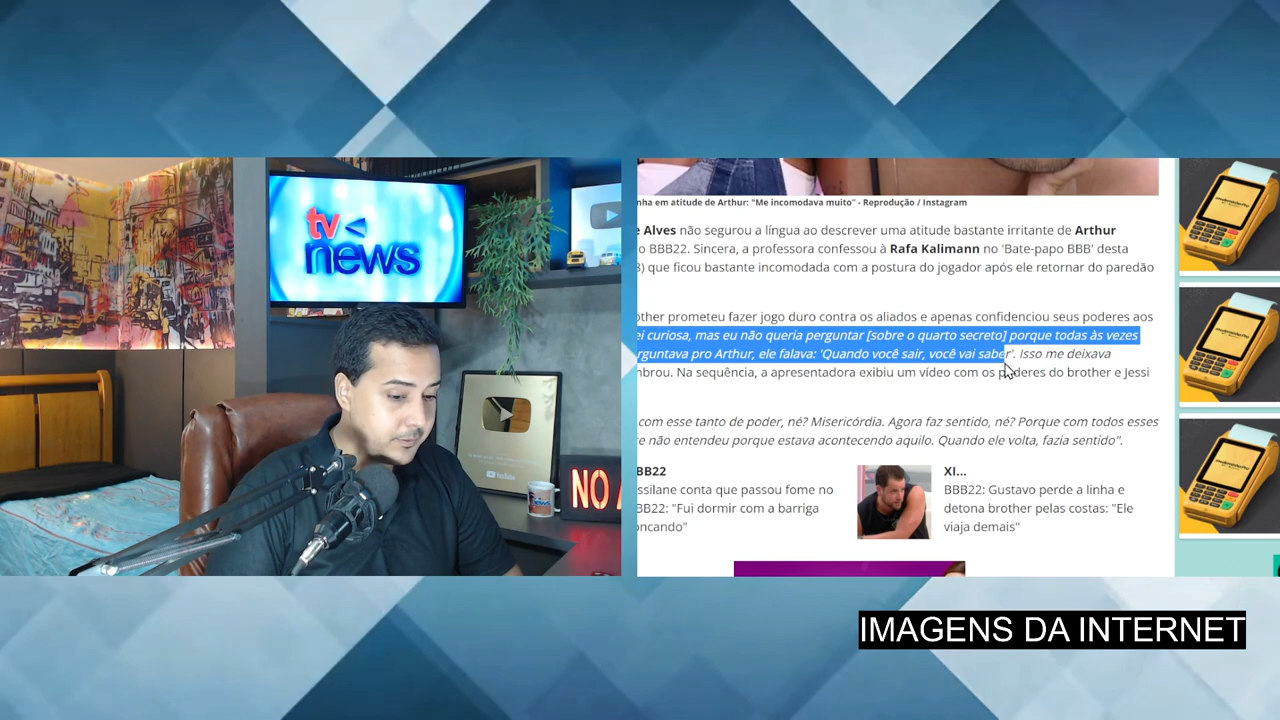 tv
news
YouTube
NO A
nha em atitude de Arthur: "Me incomodava muito" - Reprodução / Instagram
e Alves não segurou a língua ao descrever uma atitude bastante irritante de Arthur
o BBB22. Sincera, a professora confessou à Rafa Kalimann no 'Bate-papo BBB' desta
3) que ficou bastante incomodada com a postura do jogador após ele retornar do paredão
other prometeu fazer jogo duro contra os aliados e apenas confidenciou seus poderes aos
ei curiosa, mas eu não queria perguntar [sobre o quarto secreto] porque todas às vezes
rguntava pro Arthur, ele falava: 'Quando você sair, você vai saber'. Isso me deixava
nbrou. Na sequência, a apresentadora exibiu um vídeo com os poderes do brother e Jessi
com esse tanto de poder, né? Misericórdia. Agora faz sentido, né? Porque com todos esses
te não entendeu porque estava acontecendo aquilo. Quando ele volta, fazia sentido".
BB22
ssilane conta que passou fome no
BB22: "Fui dormir com a barriga
oncando"
XI...
BBB22: Gustavo perde a linha e
detona brother pelas costas: "Ele
viaja demais"
IMAGENS DA INTERNET